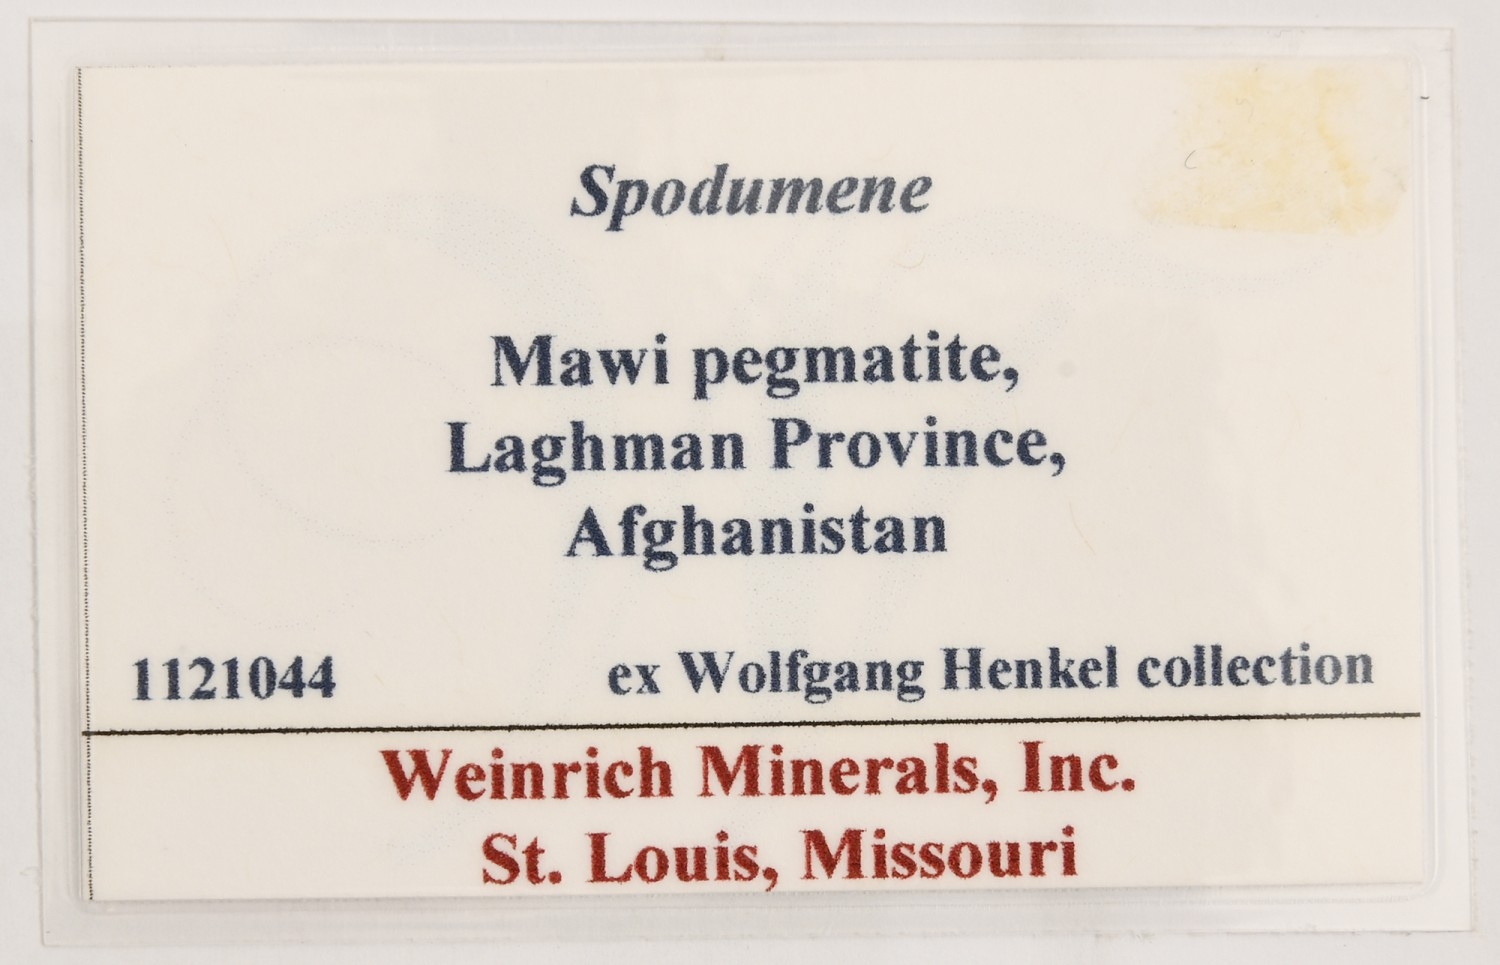 Spodumene
Mawi pegmatite,
Laghman Province,
Afghanistan
1121044 ex Wolfgang Henkel collection
Weinrich Minerals, Inc.
St. Louis, Missouri